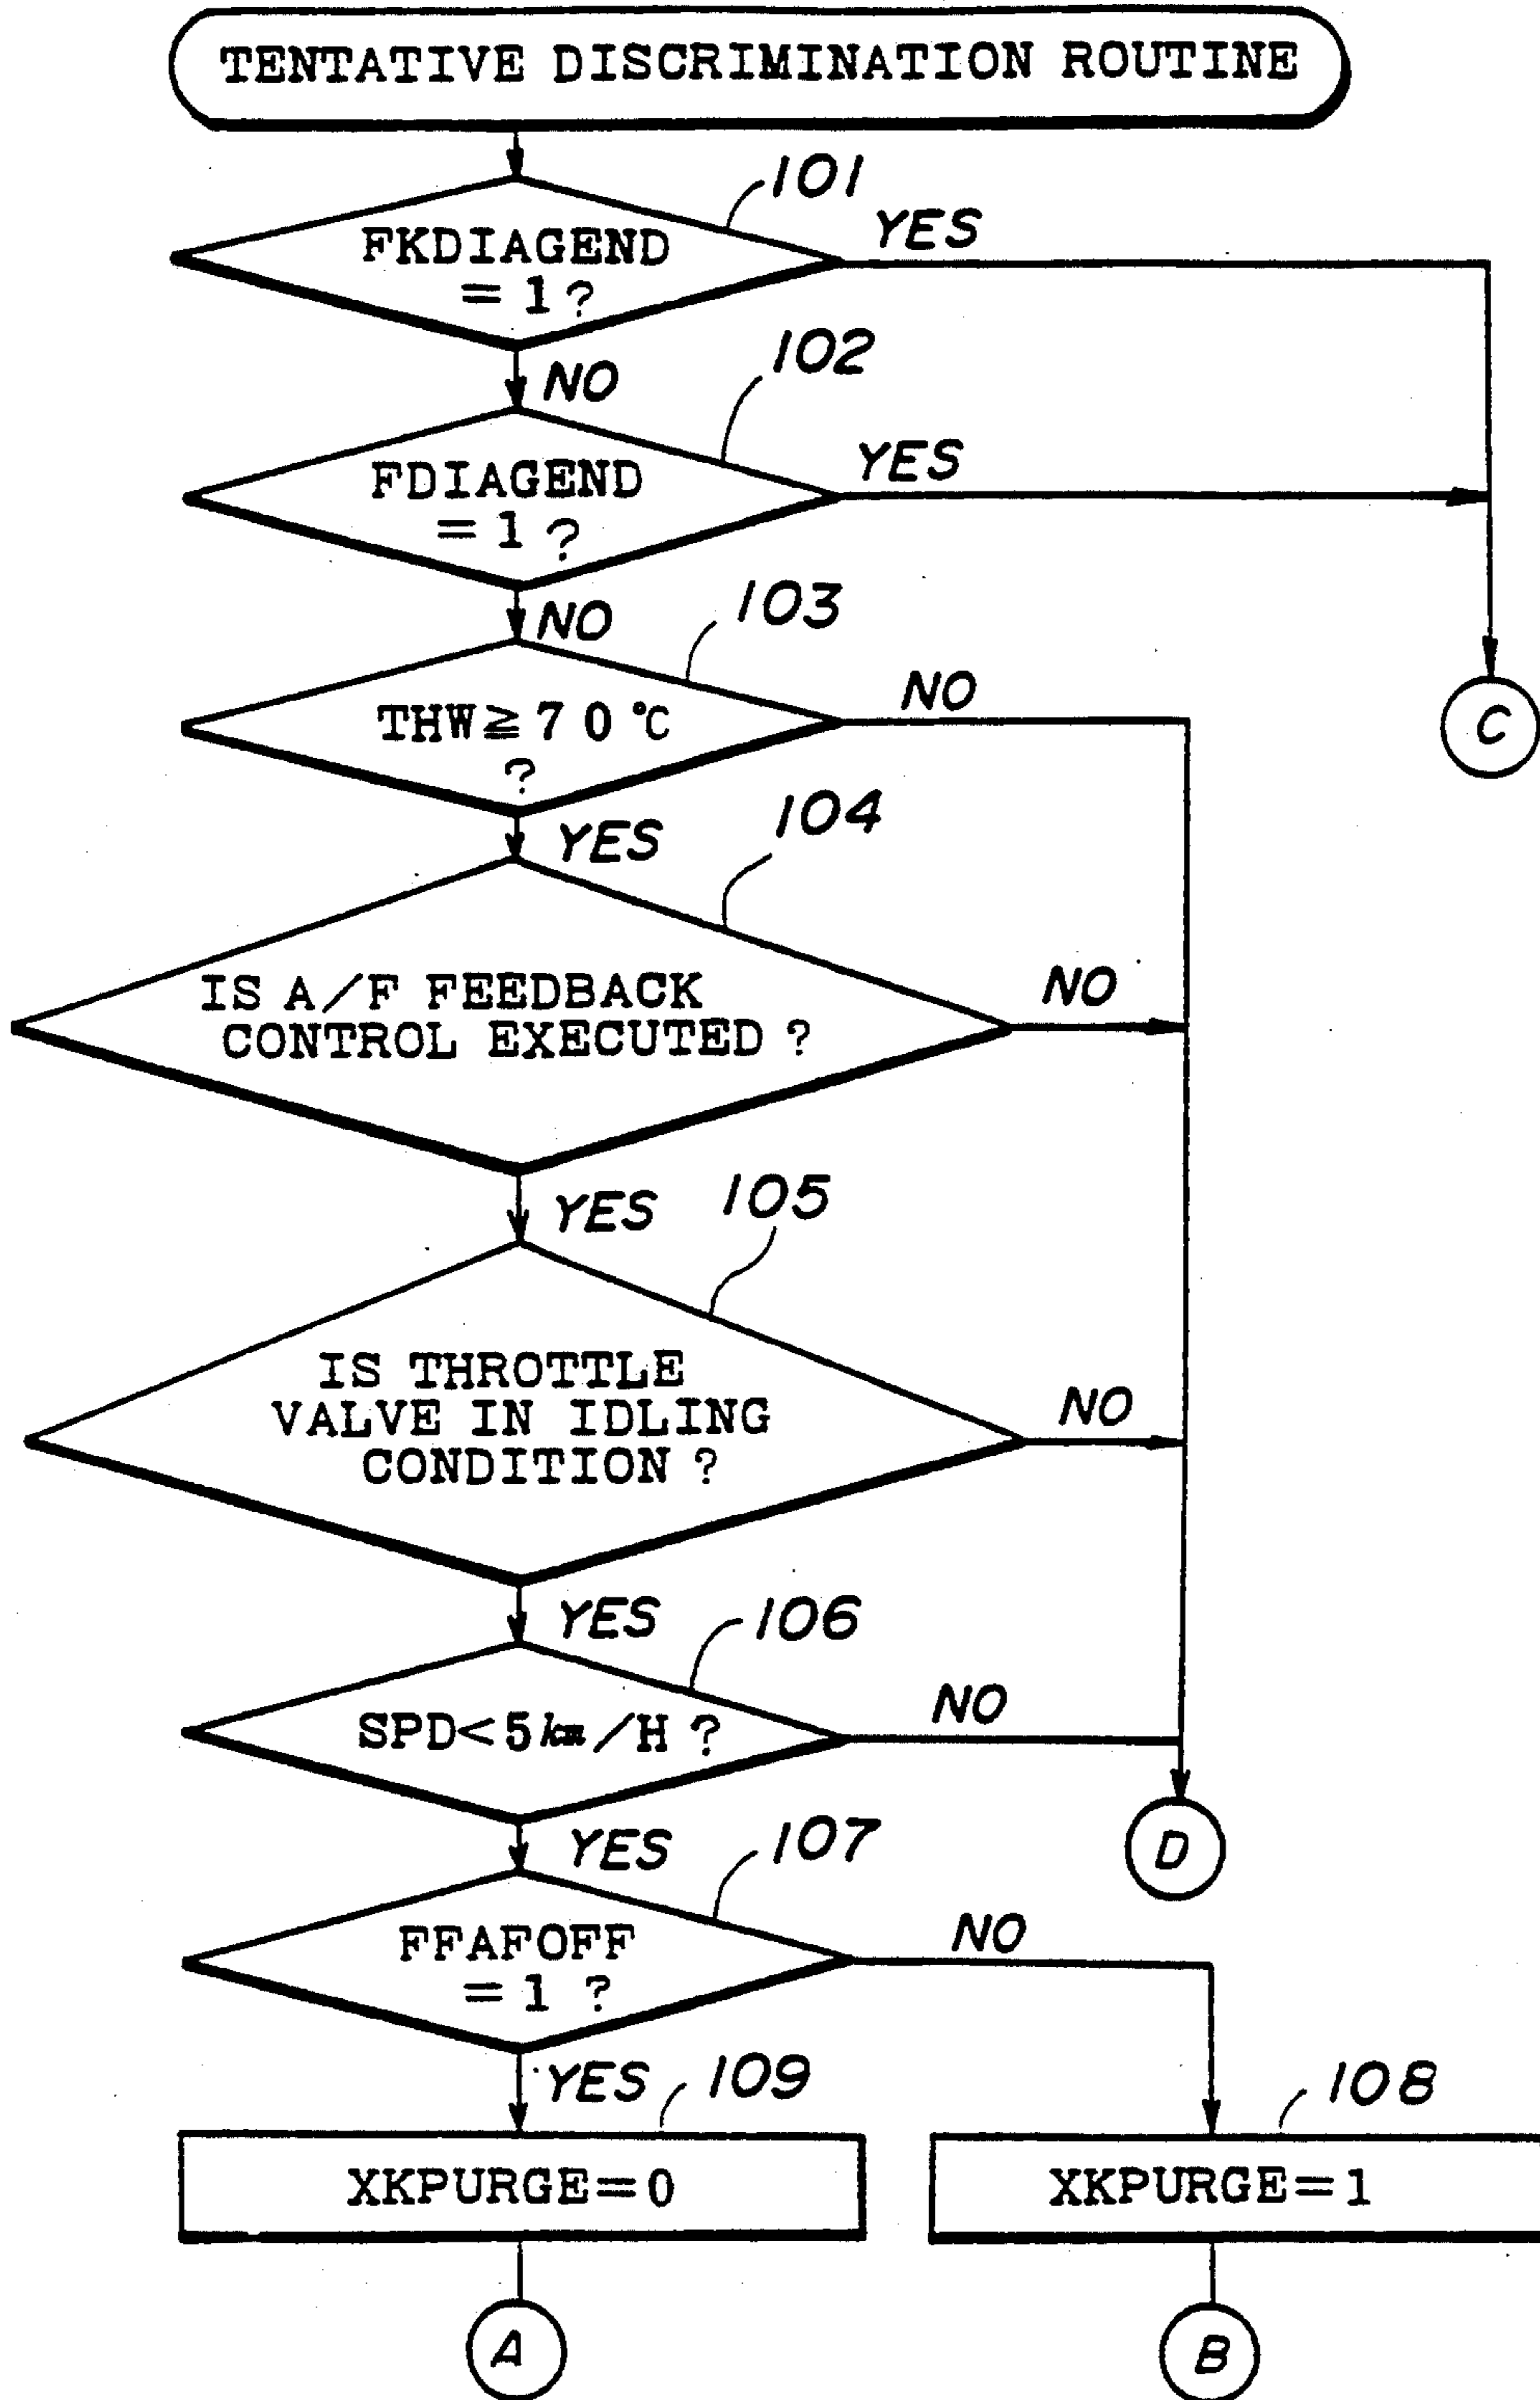 TENTATIVE DISCRIMINATION ROUTINE
101
FKDIAGEND
=1?
YES
NO
102
FDIAGEND
=1?
YES
NO
103
THW≧70℃
?
NO
C
YES
104
IS A/F FEEDBACK
CONTROL EXECUTED?
NO
YES
105
IS THROTTLE
VALVE IN IDLING
CONDITION?
NO
YES
106
SPD<5km/H?
NO
D
YES
107
FFAFOFF
=1?
NO
YES
109
108
XKPURGE=0
XKPURGE=1
A
B